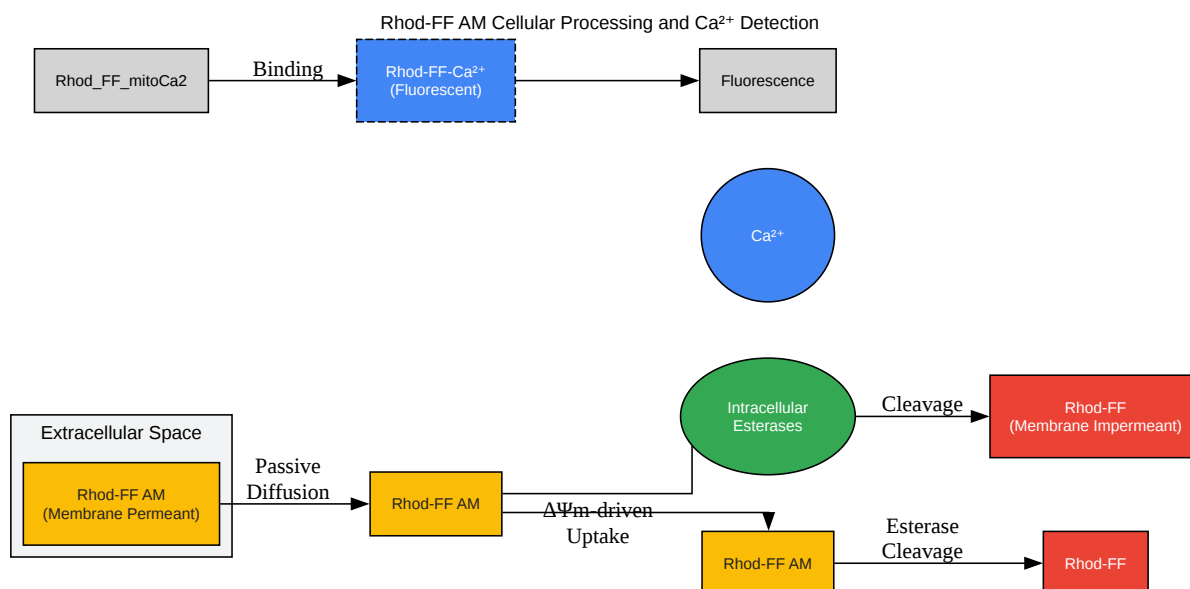 Rhod-FF AM Cellular Processing and Ca²⁺ Detection
Rhod_FF_mitoCa2
Binding
Rhod-FF-Ca²⁺
(Fluorescent)
Fluorescence
Ca²⁺
Intracellular
Esterases
Cleavage
Rhod-FF
(Membrane Impermeant)
Extracellular Space
Rhod-FF AM
(Membrane Permeant)
Passive
Diffusion
Rhod-FF AM
ΔΨm-driven
Uptake
Rhod-FF AM
Esterase
Cleavage
Rhod-FF